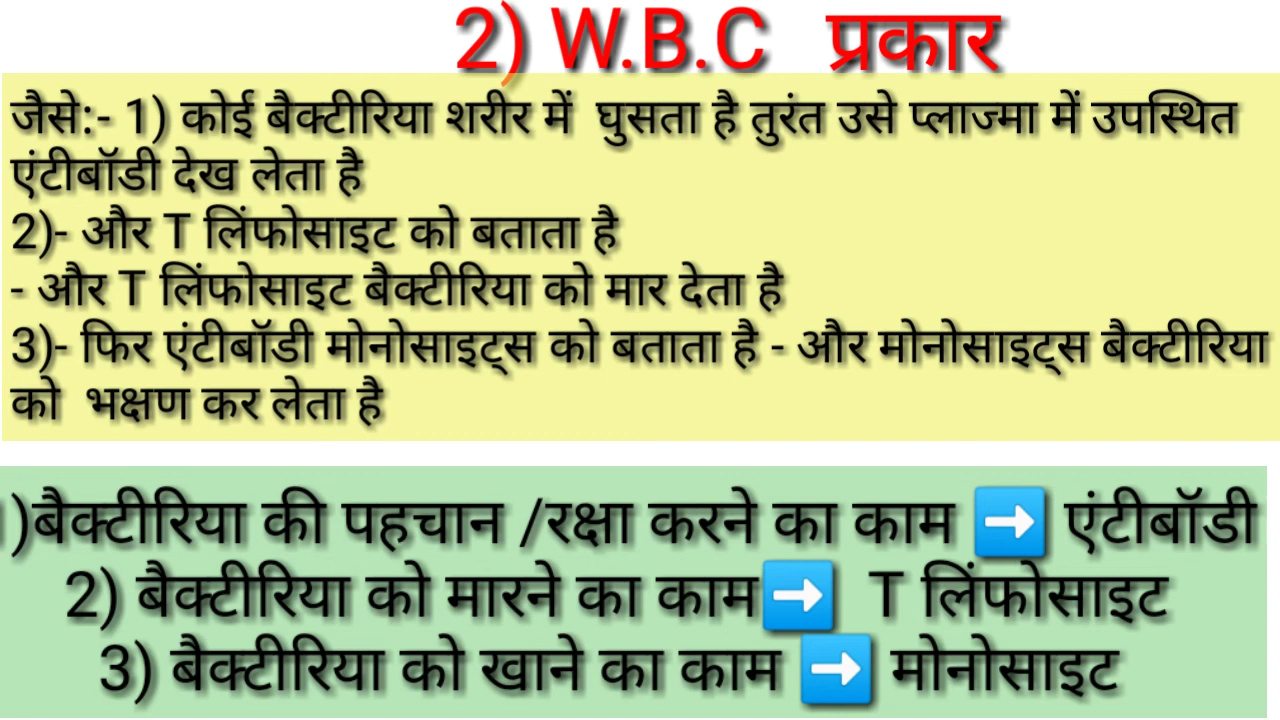 2) W.B.C प्रकार
जैसे:- 1) कोई बैक्टीरिया शरीर में घुसता है तुरंत उसे प्लाज्मा में उपस्थित
एंटीबॉडी देख लेता है
2)- और T लिंफोसाइट को बताता है
- और T लिंफोसाइट बैक्टीरिया को मार देता है
3)- फिर एंटीबॉडी मोनोसाइट्स को बताता है - और मोनोसाइट्स बैक्टीरिया
को भक्षण कर लेता है
1)बैक्टीरिया की पहचान /रक्षा करने का काम ➡️ एंटीबॉडी
2) बैक्टीरिया को मारने का काम➡️ T लिंफोसाइट
3) बैक्टीरिया को खाने का काम ➡️ मोनोसाइट